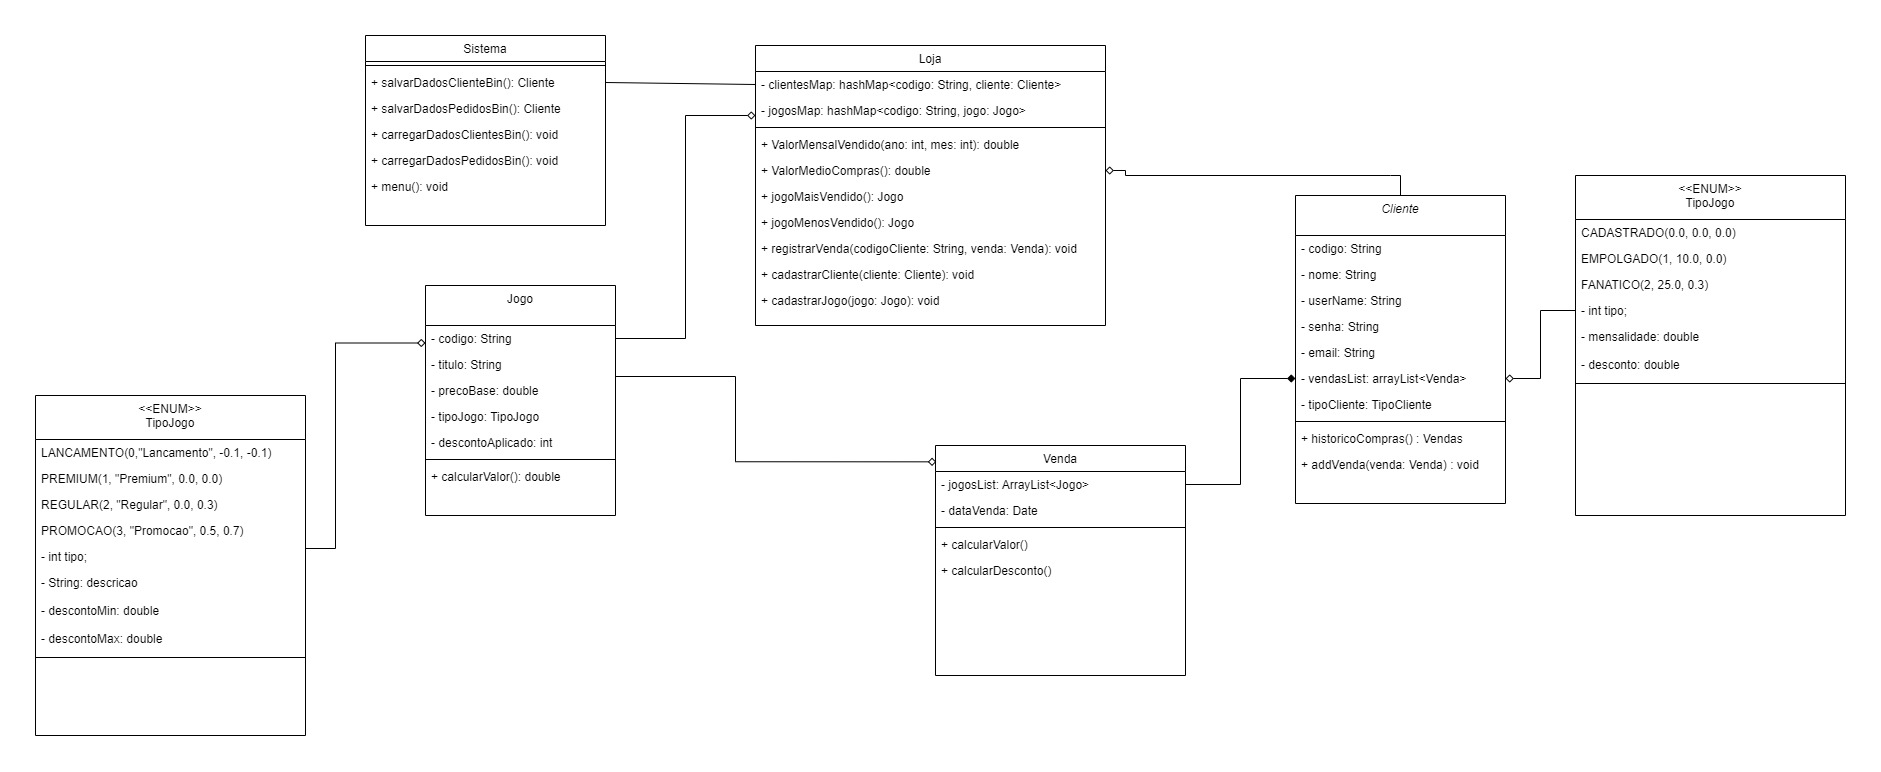 Sistema
+ salvarDadosClienteBin(): Cliente
+ salvarDadosPedidosBin(): Cliente
+ carregarDadosClientesBin(): void
+ carregarDadosPedidosBin(): void
+ menu(): void
Loja
- clientesMap: hashMap<codigo: String, cliente: Cliente>
- jogosMap: hashMap<codigo: String, jogo: Jogo>
+ ValorMensalVendido(ano: int, mes: int): double
+ ValorMedioCompras(): double
+ jogoMaisVendido(): Jogo
+ jogoMenosVendido(): Jogo
+ registrarVenda(codigoCliente: String, venda: Venda): void
+ cadastrarCliente(cliente: Cliente): void
+ cadastrarJogo(jogo: Jogo): void
Cliente
- codigo: String
- nome: String
- userName: String
- senha: String
- email: String
- vendasList: arrayList<Venda>
- tipoCliente: TipoCliente
+ historicoCompras() : Vendas
+ addVenda(venda: Venda) : void
<<ENUM>>
TipoJogo
CADASTRADO(0.0, 0.0, 0.0)
EMPOLGADO(1, 10.0, 0.0)
FANATICO(2, 25.0, 0.3)
- int tipo;
- mensalidade: double
- desconto: double
Jogo
- codigo: String
- titulo: String
- precoBase: double
- tipoJogo: TipoJogo
- descontoAplicado: int
+ calcularValor(): double
<<ENUM>>
TipoJogo
LANCAMENTO(0,"Lancamento", -0.1, -0.1)
PREMIUM(1, "Premium", 0.0, 0.0)
REGULAR(2, "Regular", 0.0, 0.3)
PROMOCAO(3, "Promocao", 0.5, 0.7)
- int tipo;
- String: descricao
- descontoMin: double
- descontoMax: double
Venda
- jogosList: ArrayList<Jogo>
- dataVenda: Date
+ calcularValor()
+ calcularDesconto()